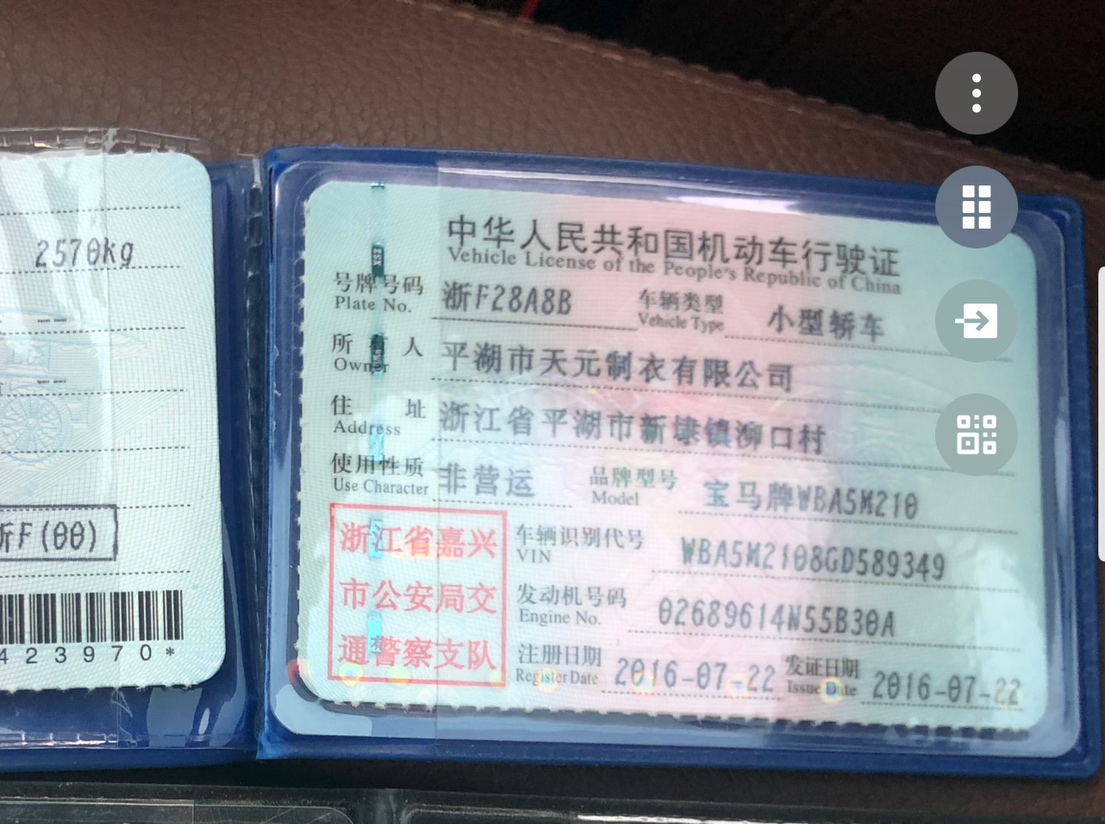 2570kg
F(00)
423970*
中华人民共和国机动车行驶证
Vehicle License of the People's Republic of China
号牌号码 浙F28A8B 车辆类型 小型轿车
Plate No. Vehicle Type
所有人 平湖市天元制衣有限公司
Owner
住址 浙江省平湖市新埭镇泖口村
Address
使用性质 非营运 品牌型号 宝马牌WBA5M210
Use Character Model
浙江省嘉兴
市公安局交
通警察支队
车辆识别代号 WBA5M2108GD589349
VIN
发动机号码 02689614N55B30A
Engine No.
注册日期 2016-07-22 发证日期 2016-07-22
Register Date Issue Date